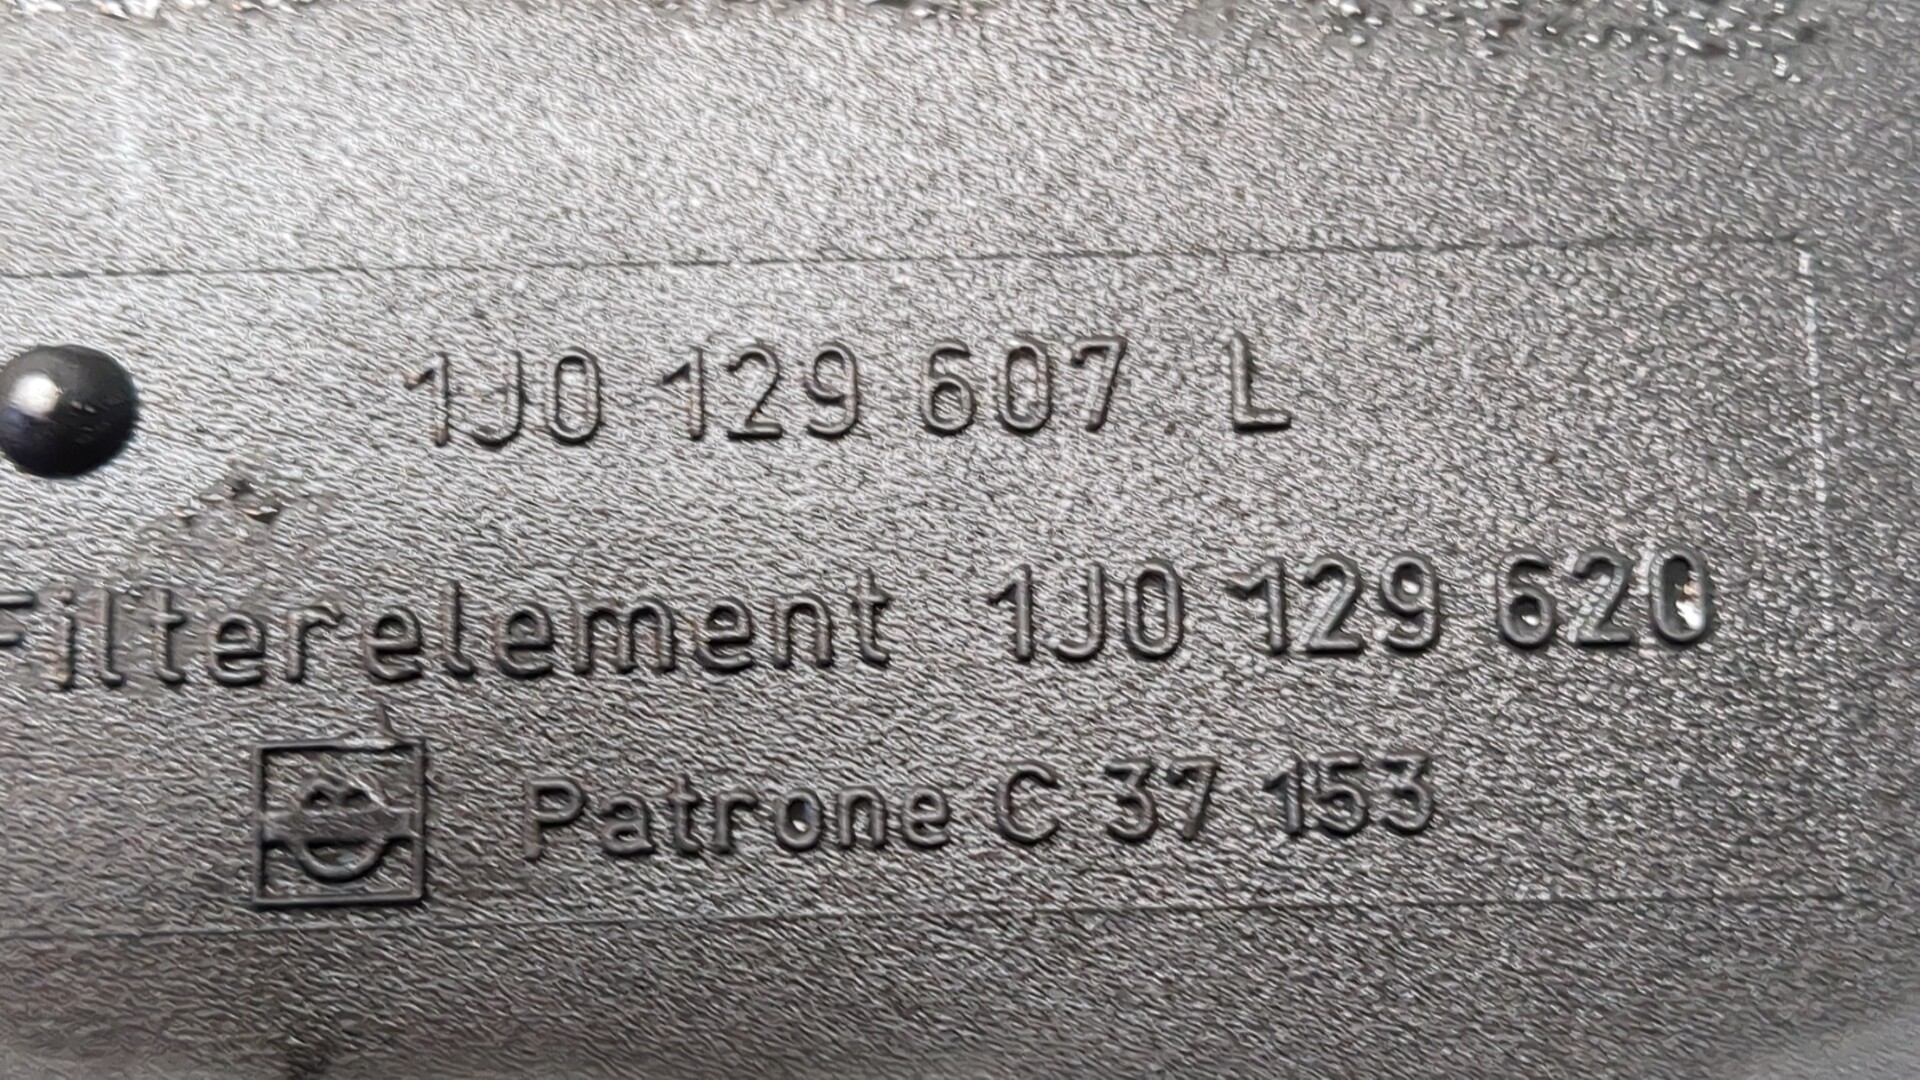 1J0 129 607 L
Filterelement 1J0 129 620
Patrone C 37 153